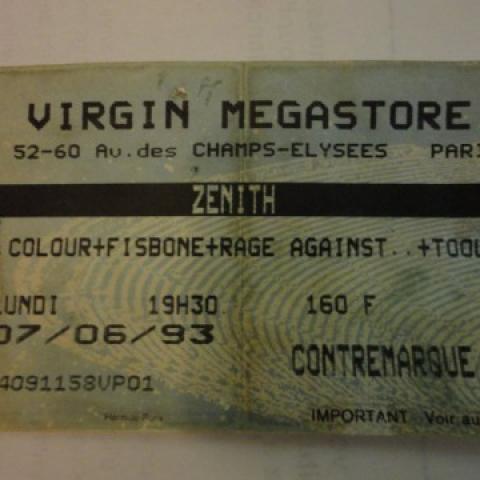 VIRGIN MEGASTORE
52-60 Av.des CHAMPS-ELYSEES PARI
ZENITH
COLOUR+FISBONE+RAGE AGAINST..+TOOL
LUNDI 19H30 160 F
07/06/93
CONTREMARQUE
4091158VP01
IMPORTANT Voir au